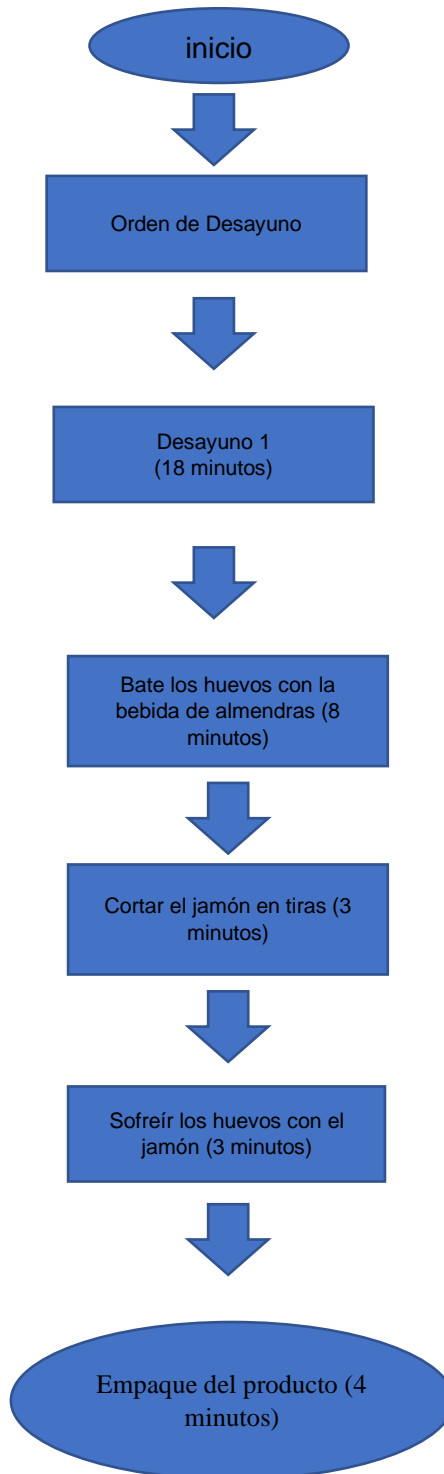 inicio
Orden de Desayuno
Desayuno 1
(18 minutos)
Bate los huevos con la
bebida de almendras (8
minutos)
Cortar el jamón en tiras (3
minutos)
Sofreír los huevos con el
jamón (3 minutos)
Empaque del producto (4
minutos)